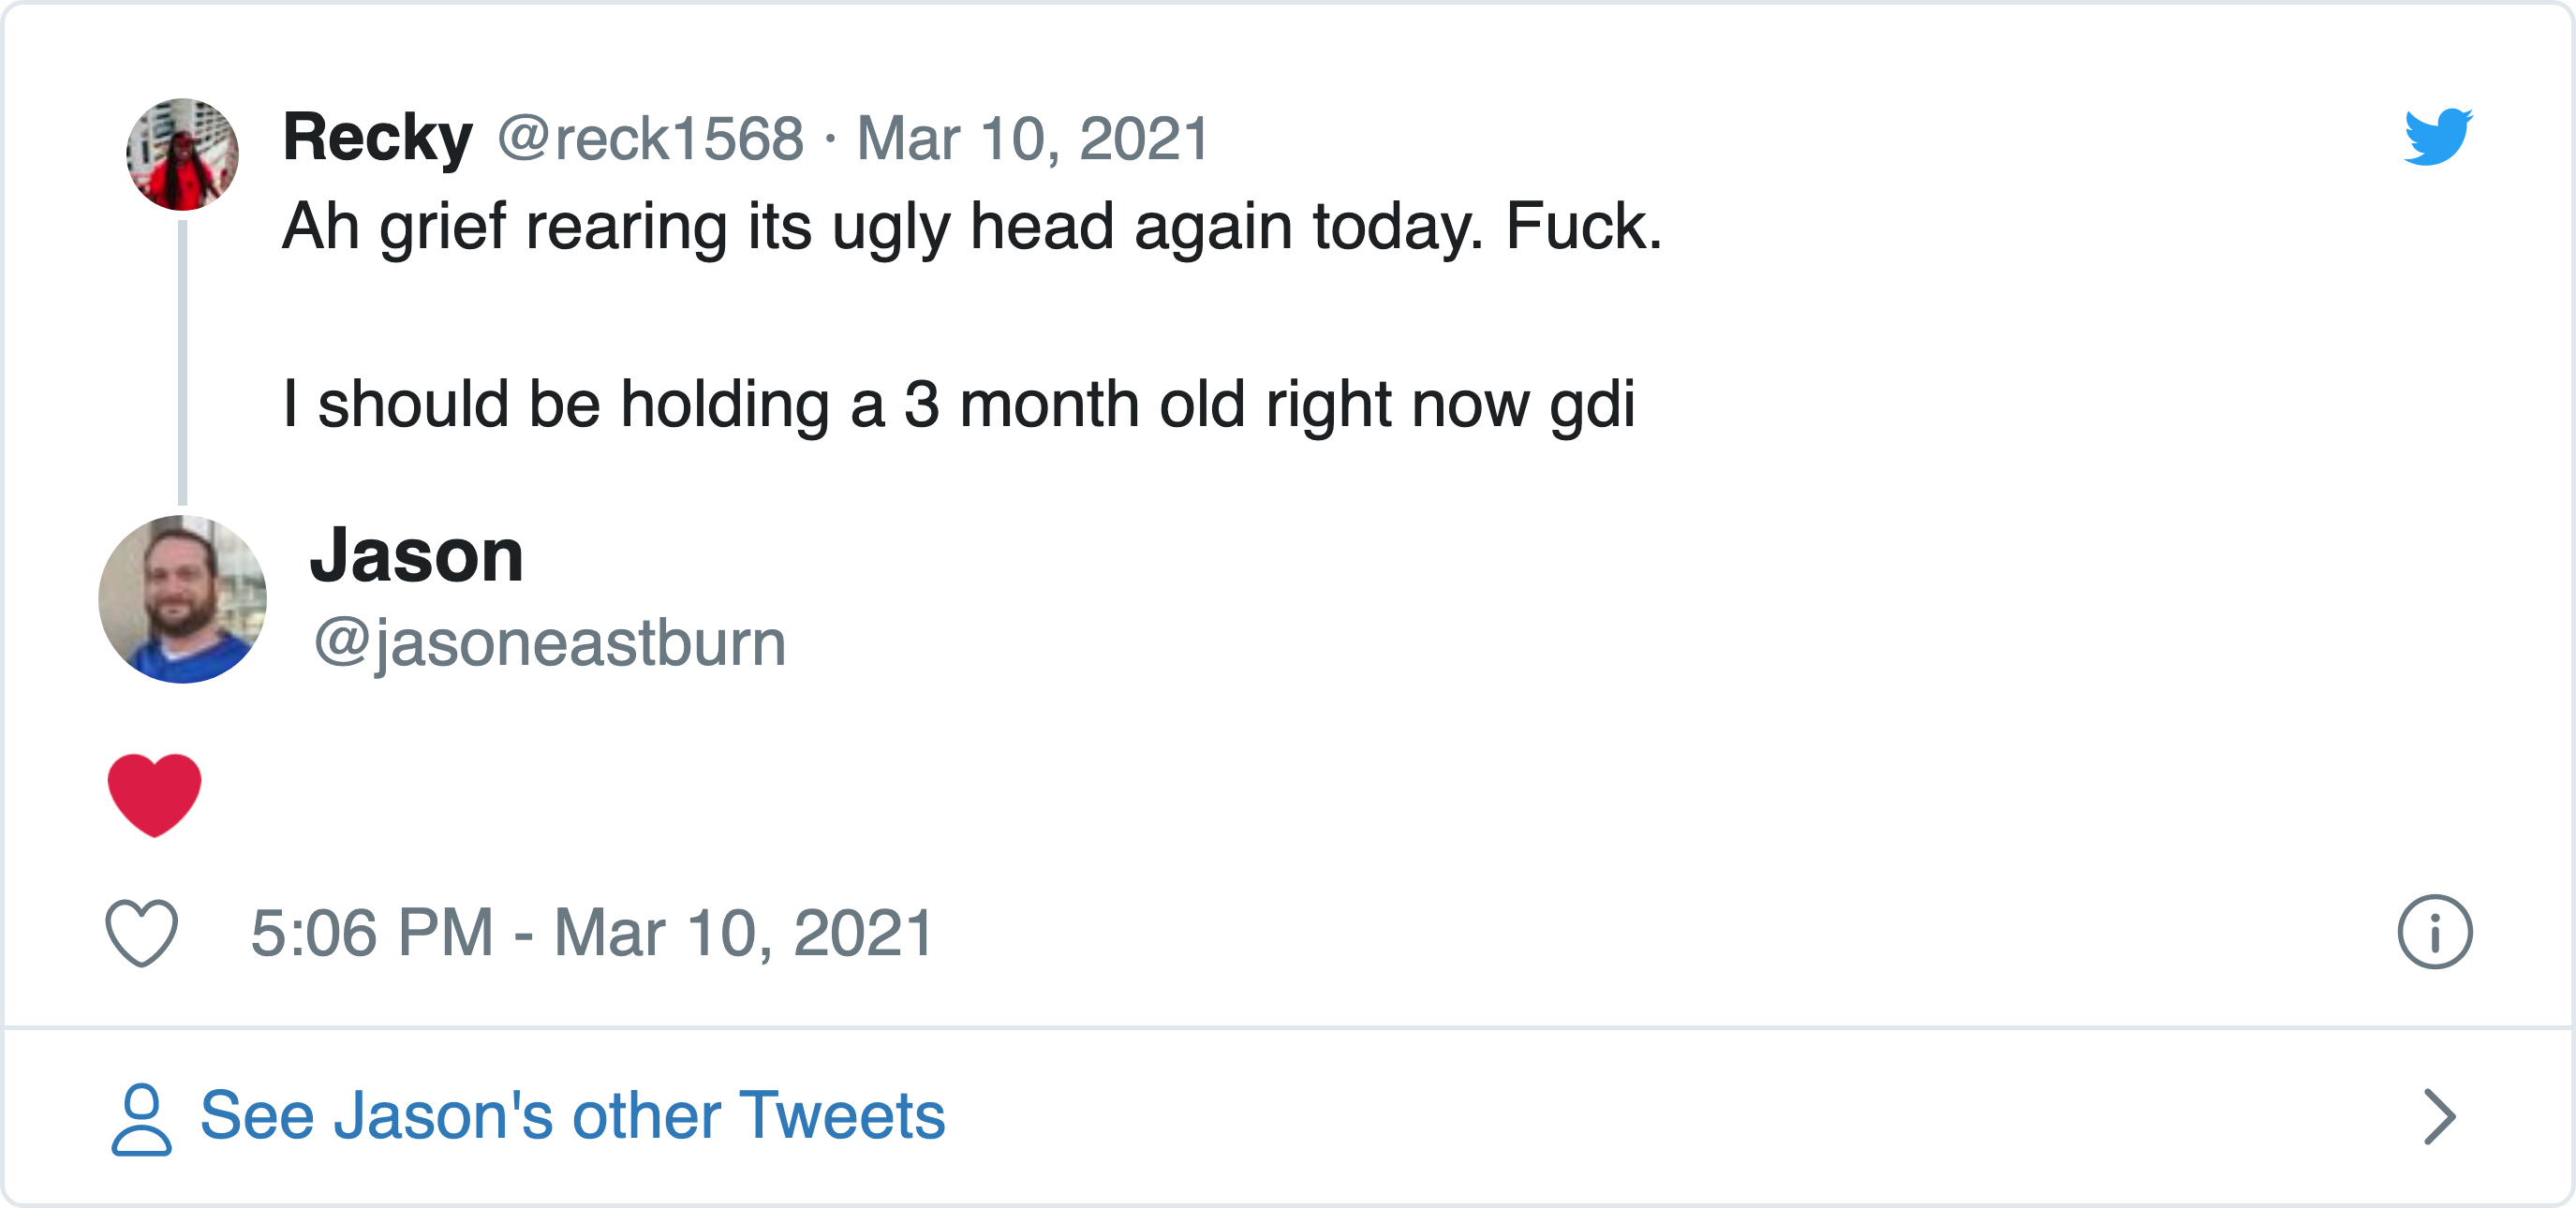 Recky @reck1568 · Mar 10, 2021
Ah grief rearing its ugly head again today. Fuck.
I should be holding a 3 month old right now gdi
Jason
@jasoneastburn
❤️
5:06 PM - Mar 10, 2021
See Jason's other Tweets